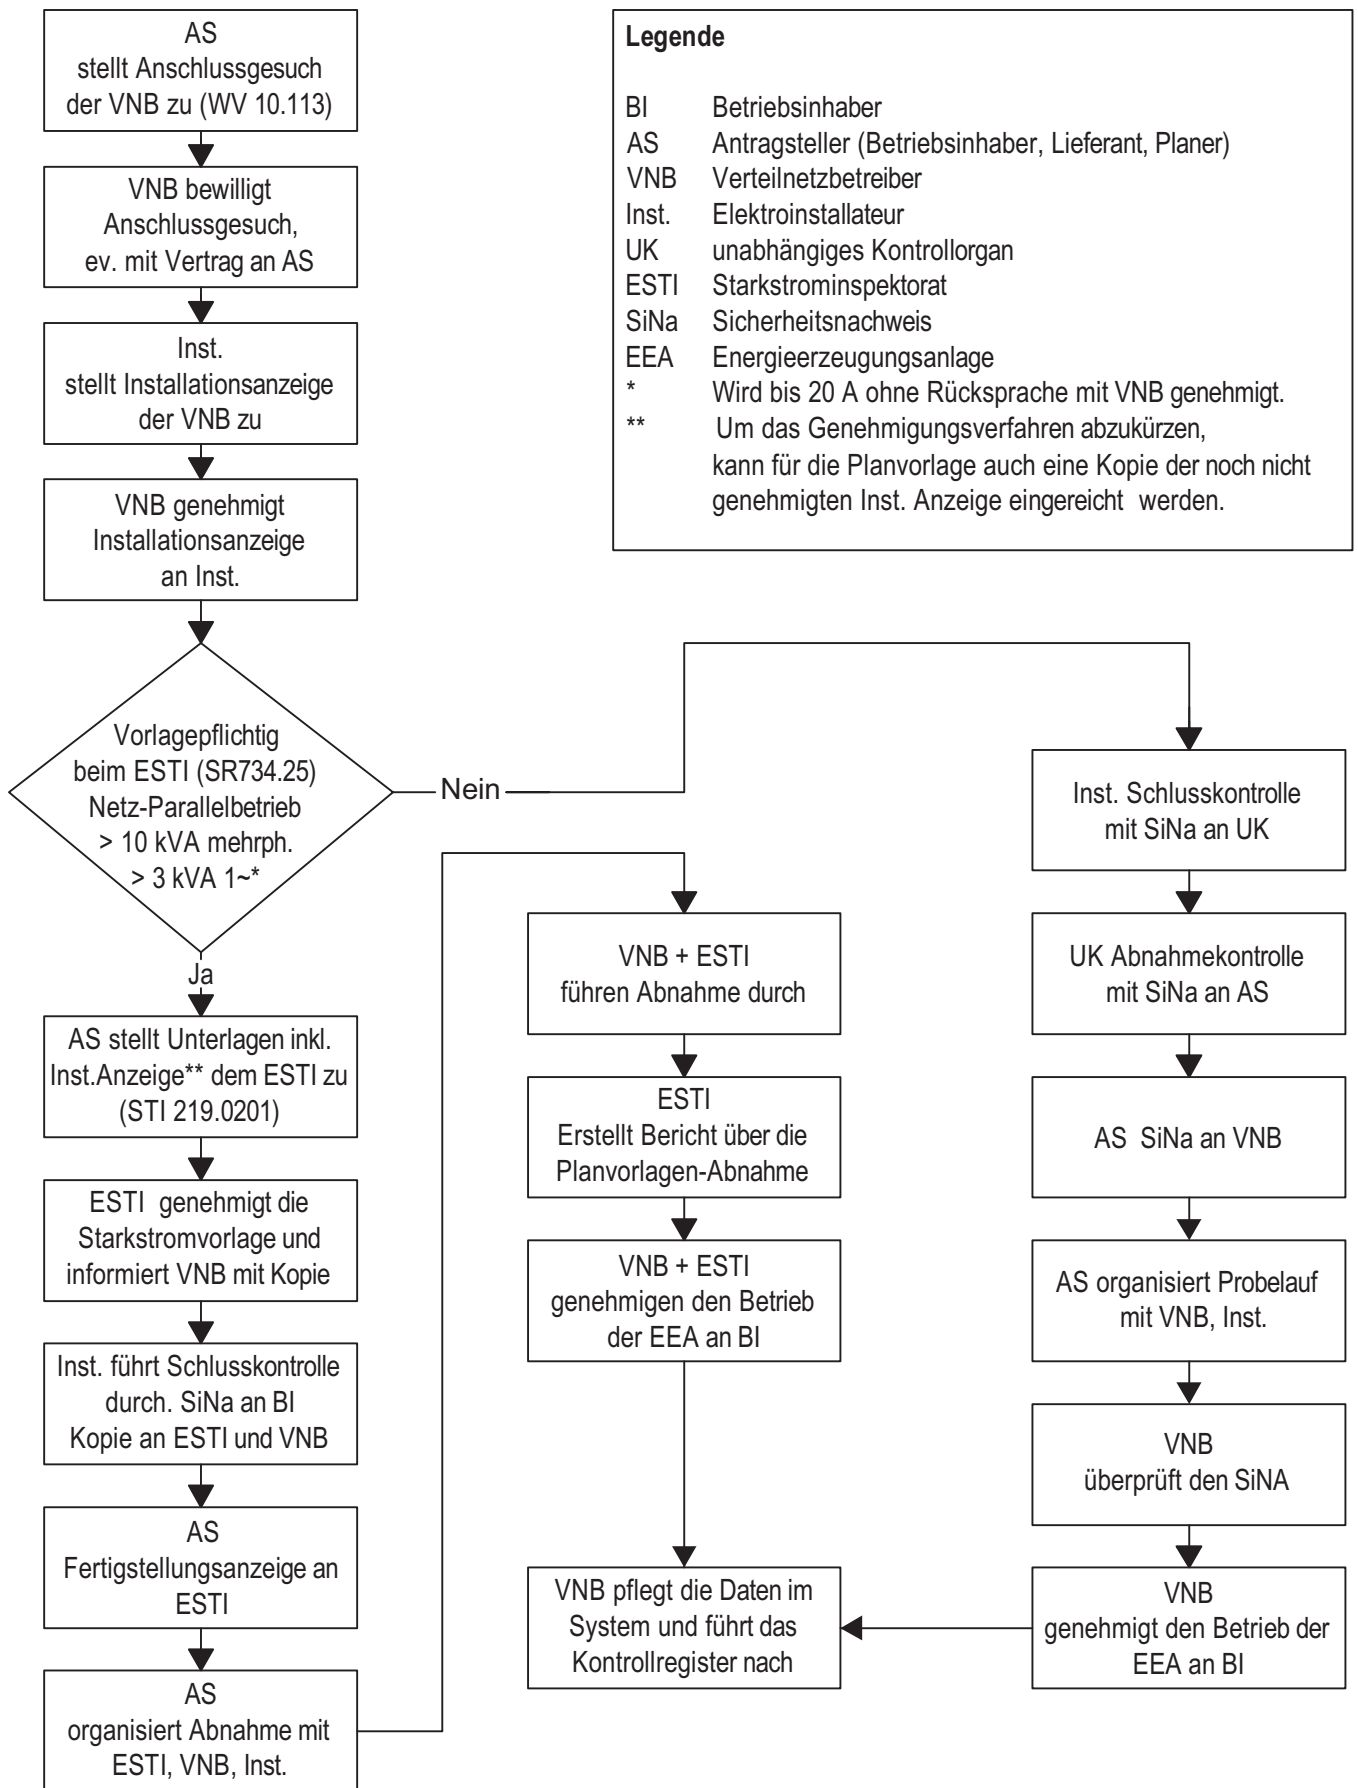 AS
stellt Anschlussgesuch
der VNB zu (WV 10.113)
VNB bewilligt
Anschlussgesuch,
ev. mit Vertrag an AS
Inst.
stellt Installationsanzeige
der VNB zu
VNB genehmigt
Installationsanzeige
an Inst.
Legende
BI Betriebsinhaber
AS Antragsteller (Betriebsinhaber, Lieferant, Planer)
VNB Verteilnetzbetreiber
Inst. Elektroinstallateur
UK unabhängiges Kontrollorgan
ESTI Starkstrominspektorat
SiNa Sicherheitsnachweis
EEA Energieerzeugungsanlage
* Wird bis 20 A ohne Rücksprache mit VNB genehmigt.
** Um das Genehmigungsverfahren abzukürzen,
kann für die Planvorlage auch eine Kopie der noch nicht
genehmigten Inst. Anzeige eingereicht werden.
Vorlagepflichtig
beim ESTI (SR734.25)
Netz-Parallelbetrieb
> 10 kVA mehrph.
> 3 kVA 1~*
Nein
Ja
AS stellt Unterlagen inkl.
Inst.Anzeige** dem ESTI zu
(STI 219.0201)
ESTI genehmigt die
Starkstromvorlage und
informiert VNB mit Kopie
Inst. führt Schlusskontrolle
durch. SiNa an BI
Kopie an ESTI und VNB
AS
Fertigstellungsanzeige an
ESTI
AS
organisiert Abnahme mit
ESTI, VNB, Inst.
VNB + ESTI
führen Abnahme durch
ESTI
Erstellt Bericht über die
Planvorlagen-Abnahme
VNB + ESTI
genehmigen den Betrieb
der EEA an BI
VNB pflegt die Daten im
System und führt das
Kontrollregister nach
Inst. Schlusskontrolle
mit SiNa an UK
UK Abnahmekontrolle
mit SiNa an AS
AS SiNa an VNB
AS organisiert Probelauf
mit VNB, Inst.
VNB
überprüft den SiNA
VNB
genehmigt den Betrieb der
EEA an BI